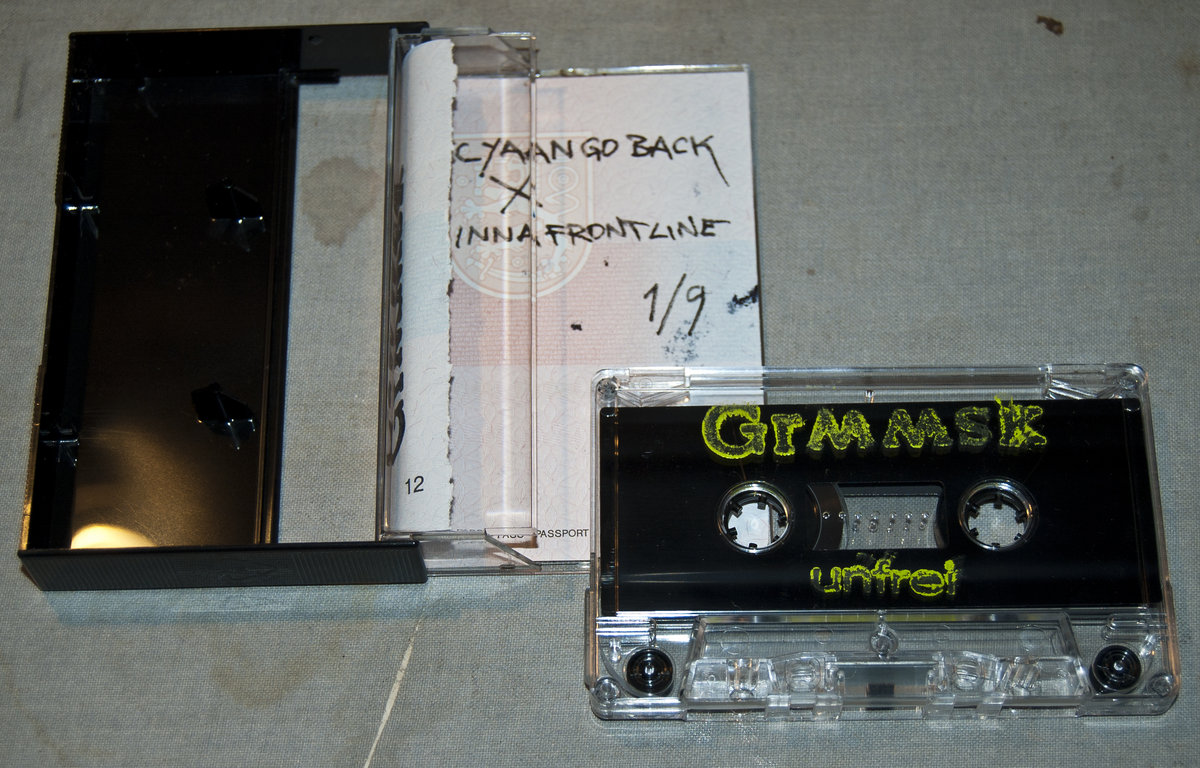 CYAAN GO BACK
X
INNA FRONTLINE
1/9
12
PASSPORT
Grmmsk
unfrei